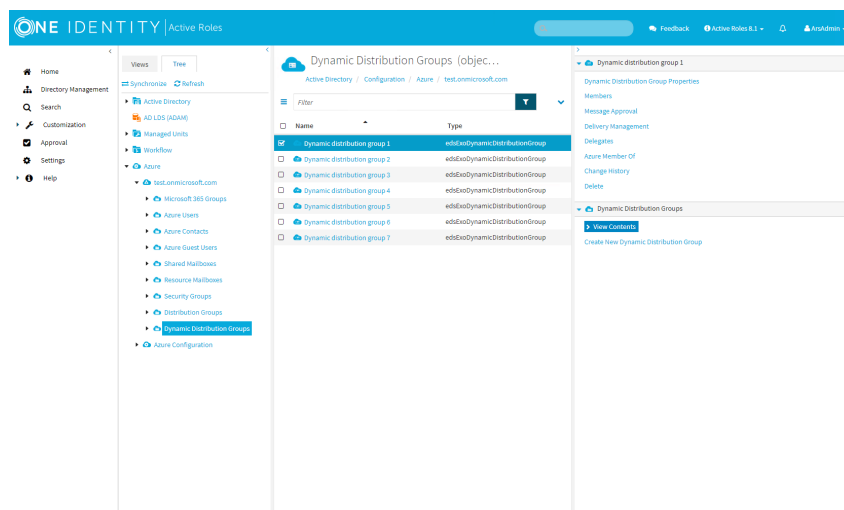 ONE IDENTITY Active Roles
Feedback
Active Roles 8.1
ArsAdmin
Home
Directory Management
Search
Customization
Approval
Settings
Help
Views
Tree
Synchronize
Refresh
Active Directory
AD LDS (ADAM)
Managed Units
Workflow
Azure
test.onmicrosoft.com
Microsoft 365 Groups
Azure Users
Azure Contacts
Azure Guest Users
Shared Mailboxes
Resource Mailboxes
Security Groups
Distribution Groups
Dynamic Distribution Groups
Azure Configuration
Dynamic Distribution Groups (objec...
Active Directory / Configuration / Azure / test.onmicrosoft.com
Filter
Name Type
Dynamic distribution group 1 edsExoDynamicDistributionGroup
Dynamic distribution group 2 edsExoDynamicDistributionGroup
Dynamic distribution group 3 edsExoDynamicDistributionGroup
Dynamic distribution group 4 edsExoDynamicDistributionGroup
Dynamic distribution group 5 edsExoDynamicDistributionGroup
Dynamic distribution group 6 edsExoDynamicDistributionGroup
Dynamic distribution group 7 edsExoDynamicDistributionGroup
Dynamic distribution group 1
Dynamic Distribution Group Properties
Members
Message Approval
Delivery Management
Delegates
Azure Member Of
Change History
Delete
Dynamic Distribution Groups
View Contents
Create New Dynamic Distribution Group